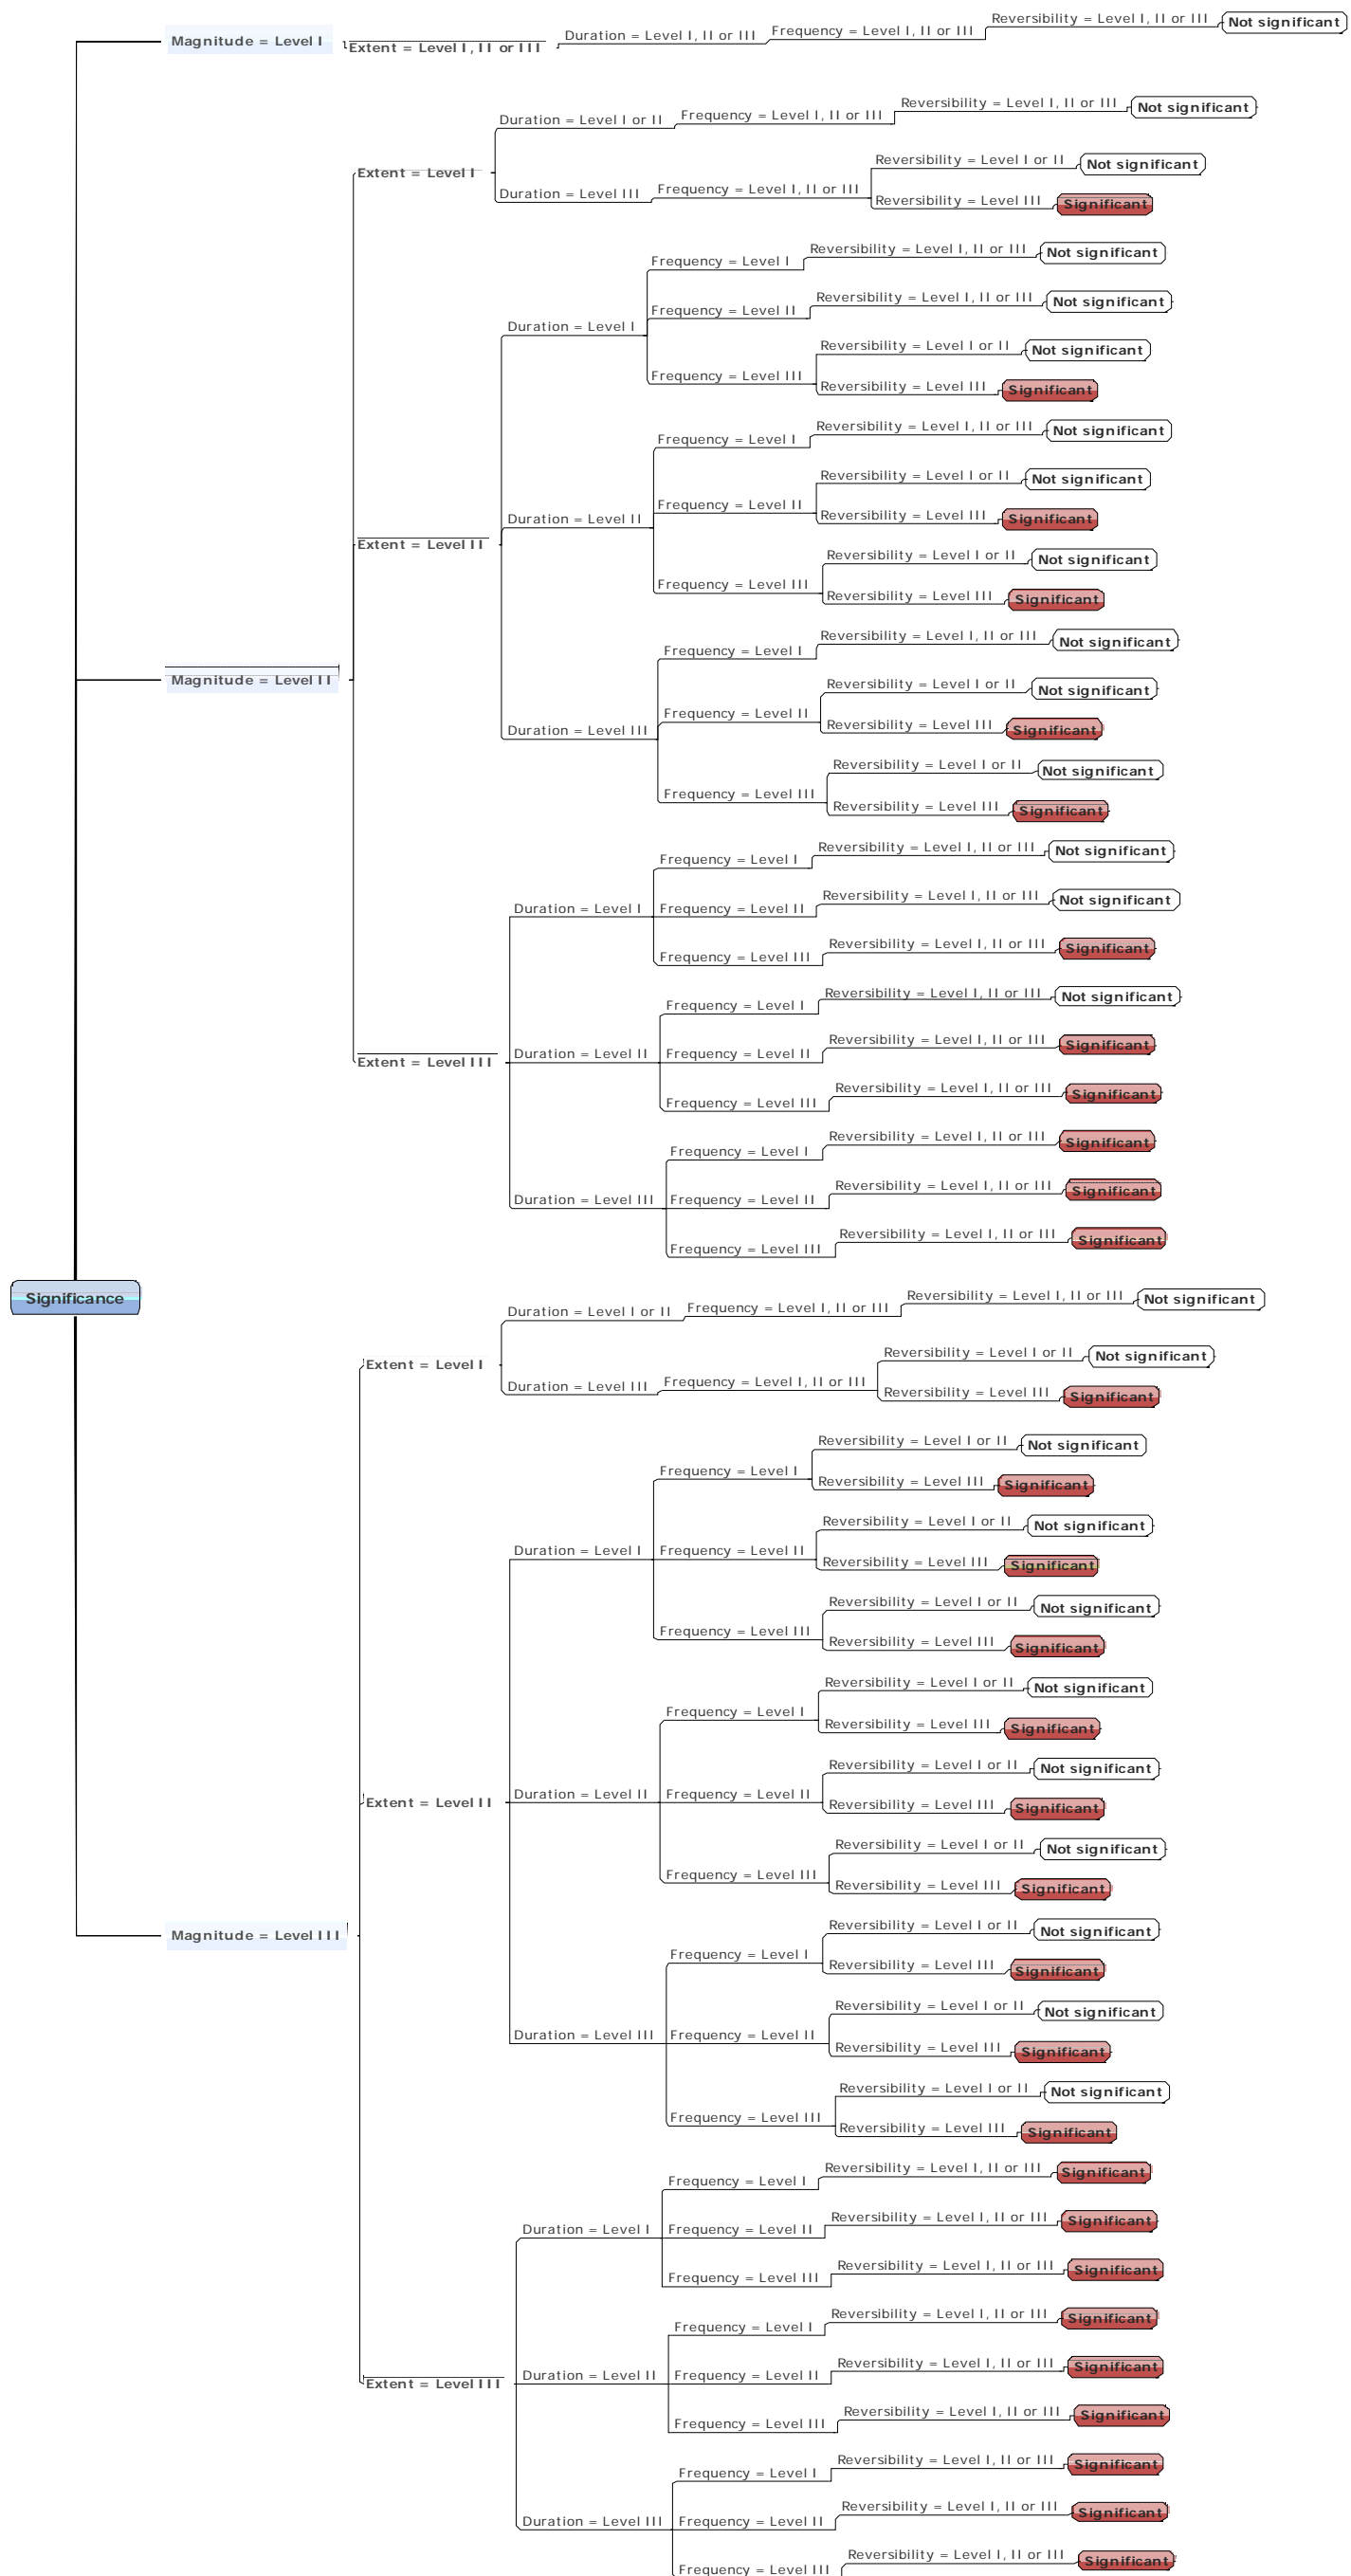 Significance
Magnitude = Level I
Extent = Level I, II or III
Duration = Level I, II or III
Frequency = Level I, II or III
Reversibility = Level I, II or III
Not significant
Magnitude = Level II
Extent = Level I
Duration = Level I or II
Frequency = Level I, II or III
Reversibility = Level I, II or III
Not significant
Duration = Level III
Frequency = Level I, II or III
Reversibility = Level I or II
Not significant
Reversibility = Level III
Significant
Extent = Level II
Duration = Level I
Frequency = Level I
Reversibility = Level I, II or III
Not significant
Frequency = Level II
Reversibility = Level I, II or III
Not significant
Frequency = Level III
Reversibility = Level I or II
Not significant
Reversibility = Level III
Significant
Duration = Level II
Frequency = Level I
Reversibility = Level I, II or III
Not significant
Frequency = Level II
Reversibility = Level I or II
Not significant
Reversibility = Level III
Significant
Frequency = Level III
Reversibility = Level I or II
Not significant
Reversibility = Level III
Significant
Duration = Level III
Frequency = Level I
Reversibility = Level I, II or III
Not significant
Frequency = Level II
Reversibility = Level I or II
Not significant
Reversibility = Level III
Significant
Frequency = Level III
Reversibility = Level I or II
Not significant
Reversibility = Level III
Significant
Extent = Level III
Duration = Level I
Frequency = Level I
Reversibility = Level I, II or III
Not significant
Frequency = Level II
Reversibility = Level I, II or III
Not significant
Frequency = Level III
Reversibility = Level I, II or III
Significant
Duration = Level II
Frequency = Level I
Reversibility = Level I, II or III
Not significant
Frequency = Level II
Reversibility = Level I, II or III
Significant
Frequency = Level III
Reversibility = Level I, II or III
Significant
Duration = Level III
Frequency = Level I
Reversibility = Level I, II or III
Significant
Frequency = Level II
Reversibility = Level I, II or III
Significant
Frequency = Level III
Reversibility = Level I, II or III
Significant
Magnitude = Level III
Extent = Level I
Duration = Level I or II
Frequency = Level I, II or III
Reversibility = Level I, II or III
Not significant
Duration = Level III
Frequency = Level I, II or III
Reversibility = Level I or II
Not significant
Reversibility = Level III
Significant
Extent = Level II
Duration = Level I
Frequency = Level I
Reversibility = Level I or II
Not significant
Reversibility = Level III
Significant
Frequency = Level II
Reversibility = Level I or II
Not significant
Reversibility = Level III
Significant
Frequency = Level III
Reversibility = Level I or II
Not significant
Reversibility = Level III
Significant
Duration = Level II
Frequency = Level I
Reversibility = Level I or II
Not significant
Reversibility = Level III
Significant
Frequency = Level II
Reversibility = Level I or II
Not significant
Reversibility = Level III
Significant
Frequency = Level III
Reversibility = Level I or II
Not significant
Reversibility = Level III
Significant
Duration = Level III
Frequency = Level I
Reversibility = Level I or II
Not significant
Reversibility = Level III
Significant
Frequency = Level II
Reversibility = Level I or II
Not significant
Reversibility = Level III
Significant
Frequency = Level III
Reversibility = Level I or II
Not significant
Reversibility = Level III
Significant
Extent = Level III
Duration = Level I
Frequency = Level I
Reversibility = Level I, II or III
Significant
Frequency = Level II
Reversibility = Level I, II or III
Significant
Frequency = Level III
Reversibility = Level I, II or III
Significant
Duration = Level II
Frequency = Level I
Reversibility = Level I, II or III
Significant
Frequency = Level II
Reversibility = Level I, II or III
Significant
Frequency = Level III
Reversibility = Level I, II or III
Significant
Duration = Level III
Frequency = Level I
Reversibility = Level I, II or III
Significant
Frequency = Level II
Reversibility = Level I, II or III
Significant
Frequency = Level III
Reversibility = Level I, II or III
Significant